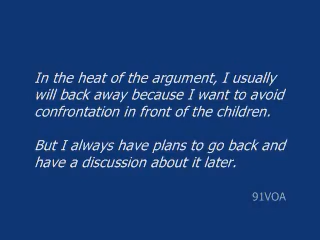 In the heat of the argument, I usually
will back away because I want to avoid
confrontation in front of the children.
But I always have plans to go back and
have a discussion about it later.
91VOA